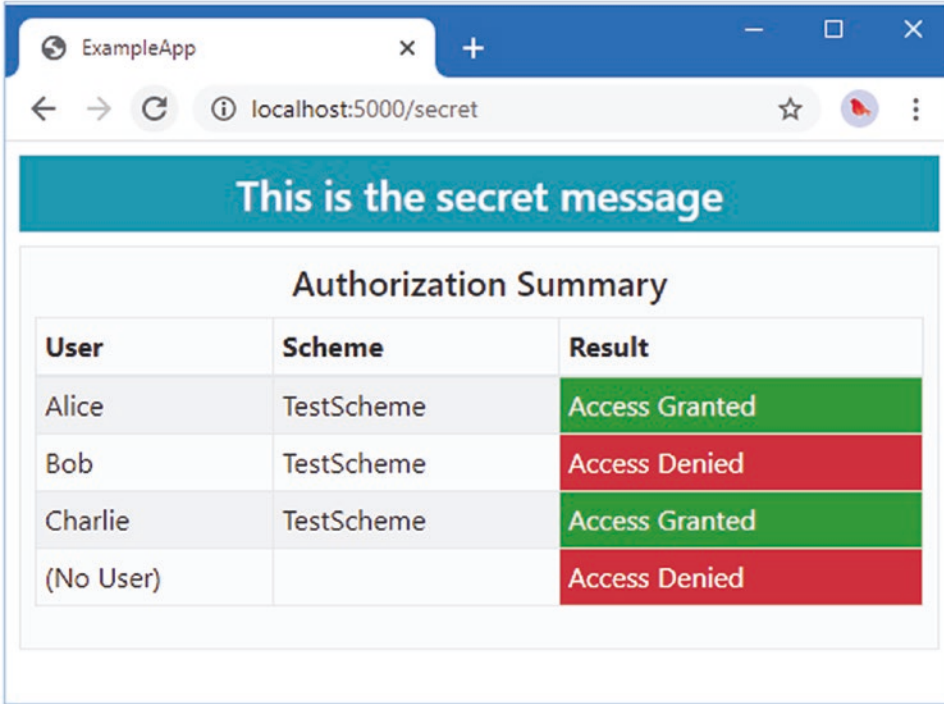 ExampleApp
localhost:5000/secret
This is the secret message
Authorization Summary
User Scheme Result
Alice TestScheme Access Granted
Bob TestScheme Access Denied
Charlie TestScheme Access Granted
(No User) Access Denied